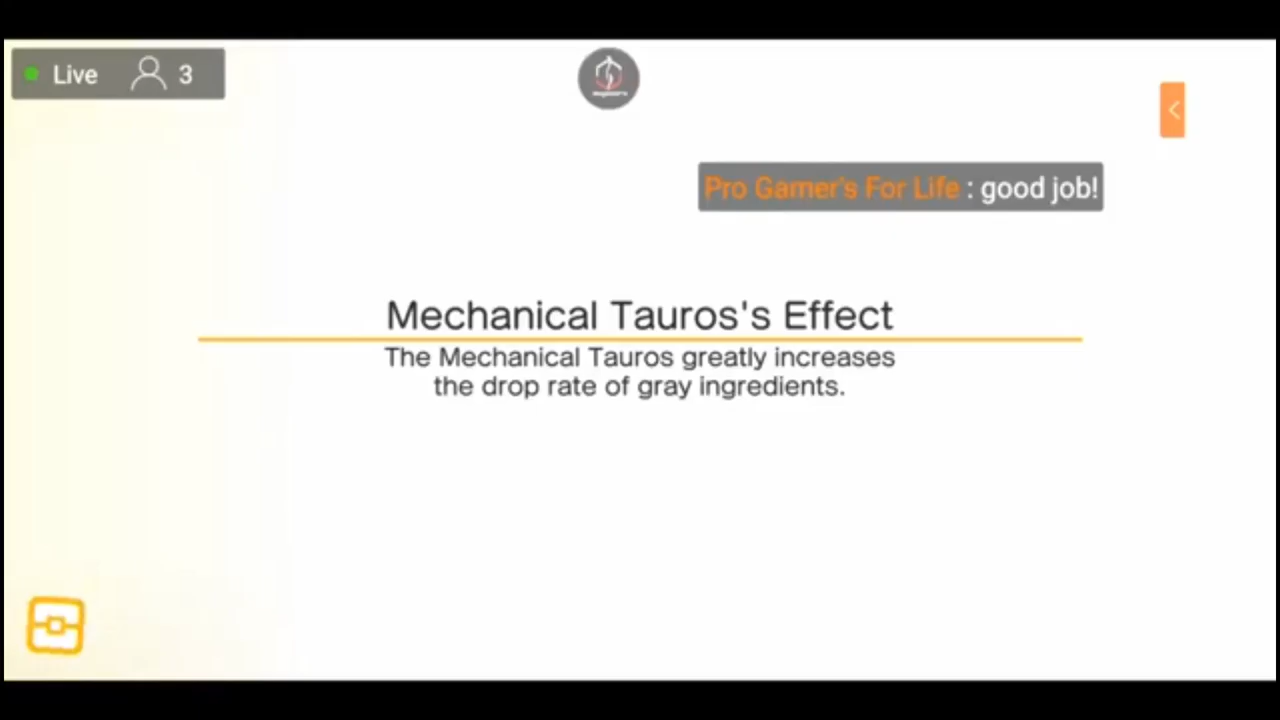 Live 3
Pro Gamer's For Life : good job!
Mechanical Tauros's Effect
The Mechanical Tauros greatly increases
the drop rate of gray ingredients.